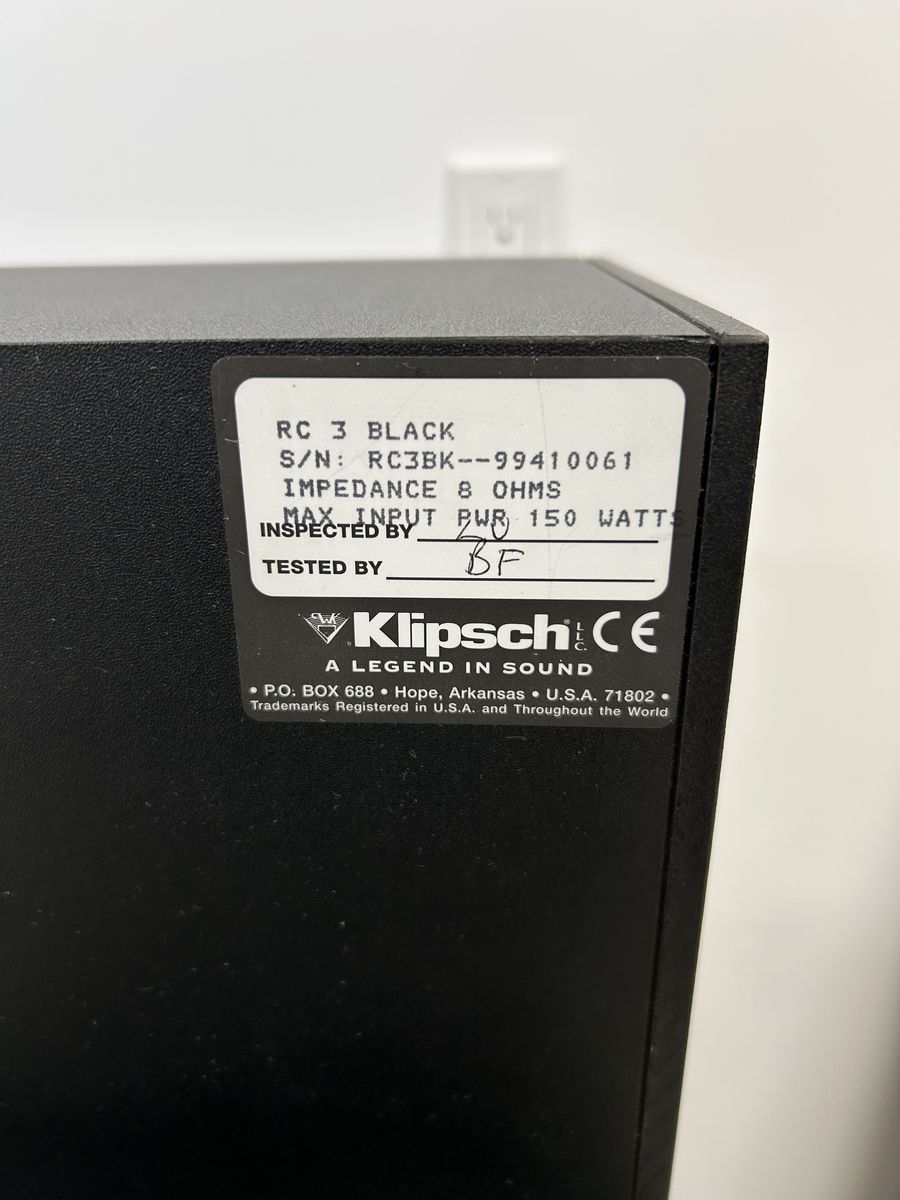 RC 3 BLACK
S/N: RC3BK--99410061
IMPEDANCE 8 OHMS
MAX INPUT PWR 150 WATTS
INSPECTED BY
TESTED BY BF
PWK Klipsch® LLC. CE
A LEGEND IN SOUND
• P.O. BOX 688 • Hope, Arkansas • U.S.A. 71802 •
Trademarks Registered in U.S.A. and Throughout the World